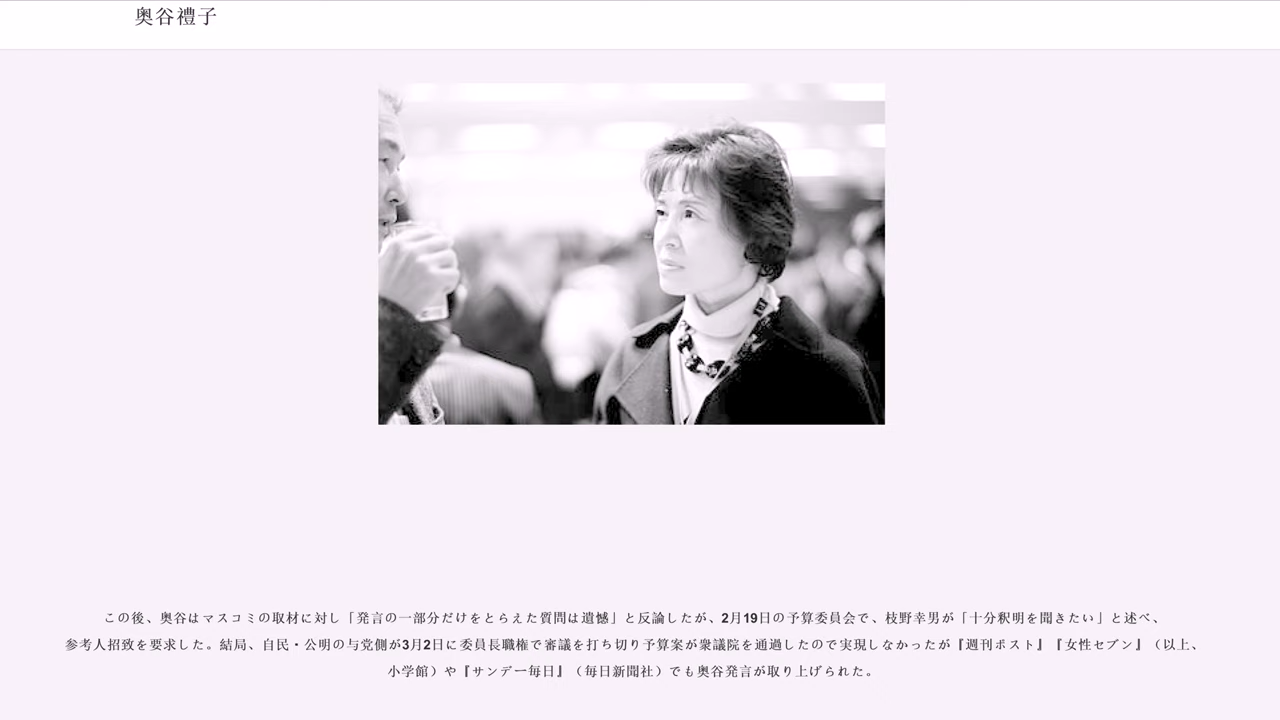 奥谷禮子
この後、奥谷はマスコミの取材に対し「発言の一部分だけをとらえた質問は遺憾」と反論したが、2月19日の予算委員会で、枝野幸男が「十分釈明を聞きたい」と述べ、
参考人招致を要求した。結局、自民・公明の与党側が3月2日に委員長職権で審議を打ち切り予算案が衆議院を通過したので実現しなかったが『週刊ポスト』『女性セブン』（以上、
小学館）や『サンデー毎日』（毎日新聞社）でも奥谷発言が取り上げられた。